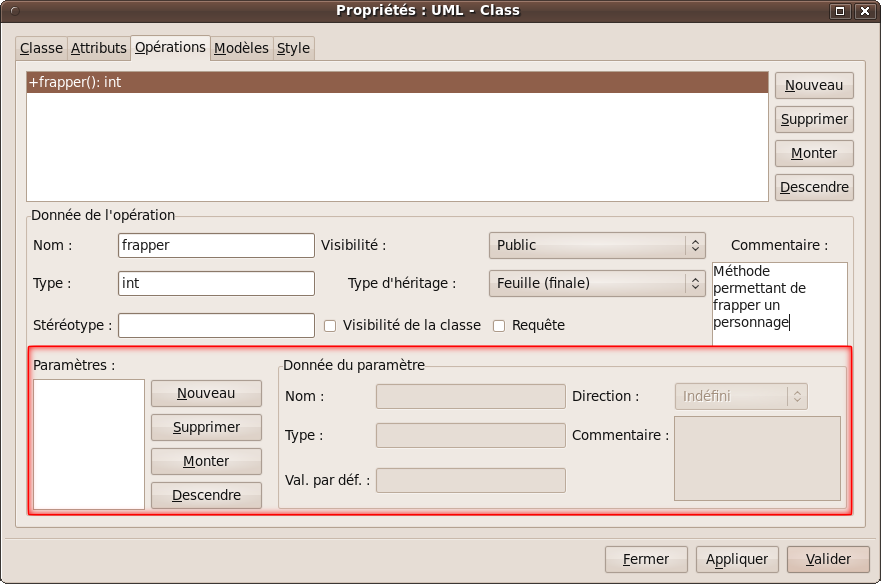 Propriétés : UML - Class
Classe Attributs Opérations Modèles Style
+frapper(): int
Nouveau
Supprimer
Monter
Descendre
Donnée de l'opération
Nom : frapper Visibilité : Public Commentaire :
Type : int Type d'héritage : Feuille (finale)
Méthode
permettant de
frapper un
personnage
Stéréotype : Visibilité de la classe Requête
Paramètres :
Nouveau
Supprimer
Monter
Descendre
Donnée du paramètre
Nom : Direction : Indéfini
Type : Commentaire :
Val. par déf. :
Fermer Appliquer Valider